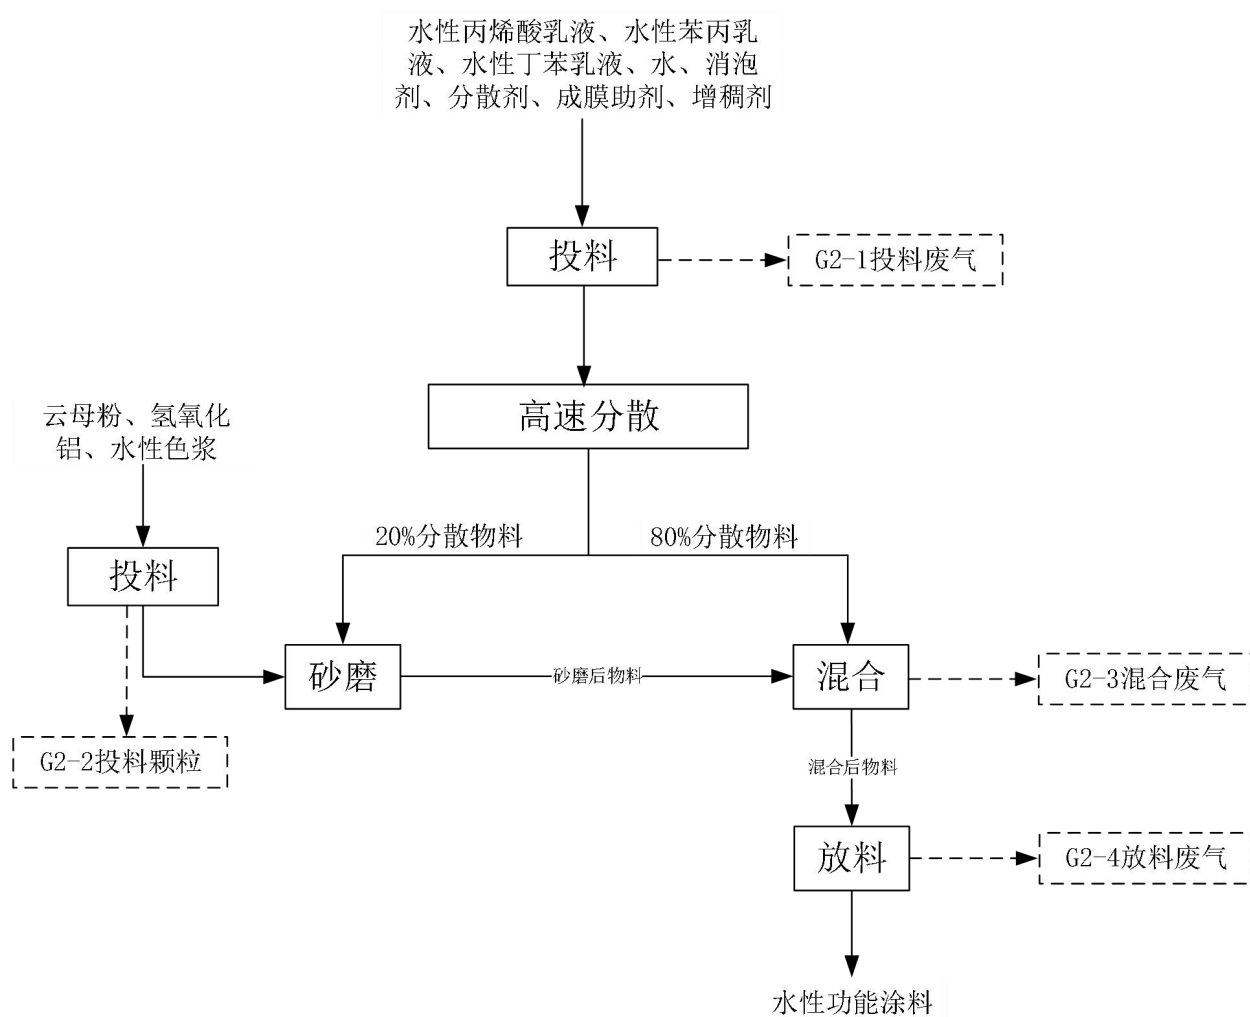 水性丙烯酸乳液、水性苯丙乳
液、水性丁苯乳液、水、消泡
剂、分散剂、成膜助剂、增稠剂
投料
G2-1投料废气
高速分散
云母粉、氢氧化
铝、水性色浆
20%分散物料
80%分散物料
投料
砂磨
砂磨后物料
混合
G2-3混合废气
G2-2投料颗粒
混合后物料
放料
G2-4放料废气
水性功能涂料